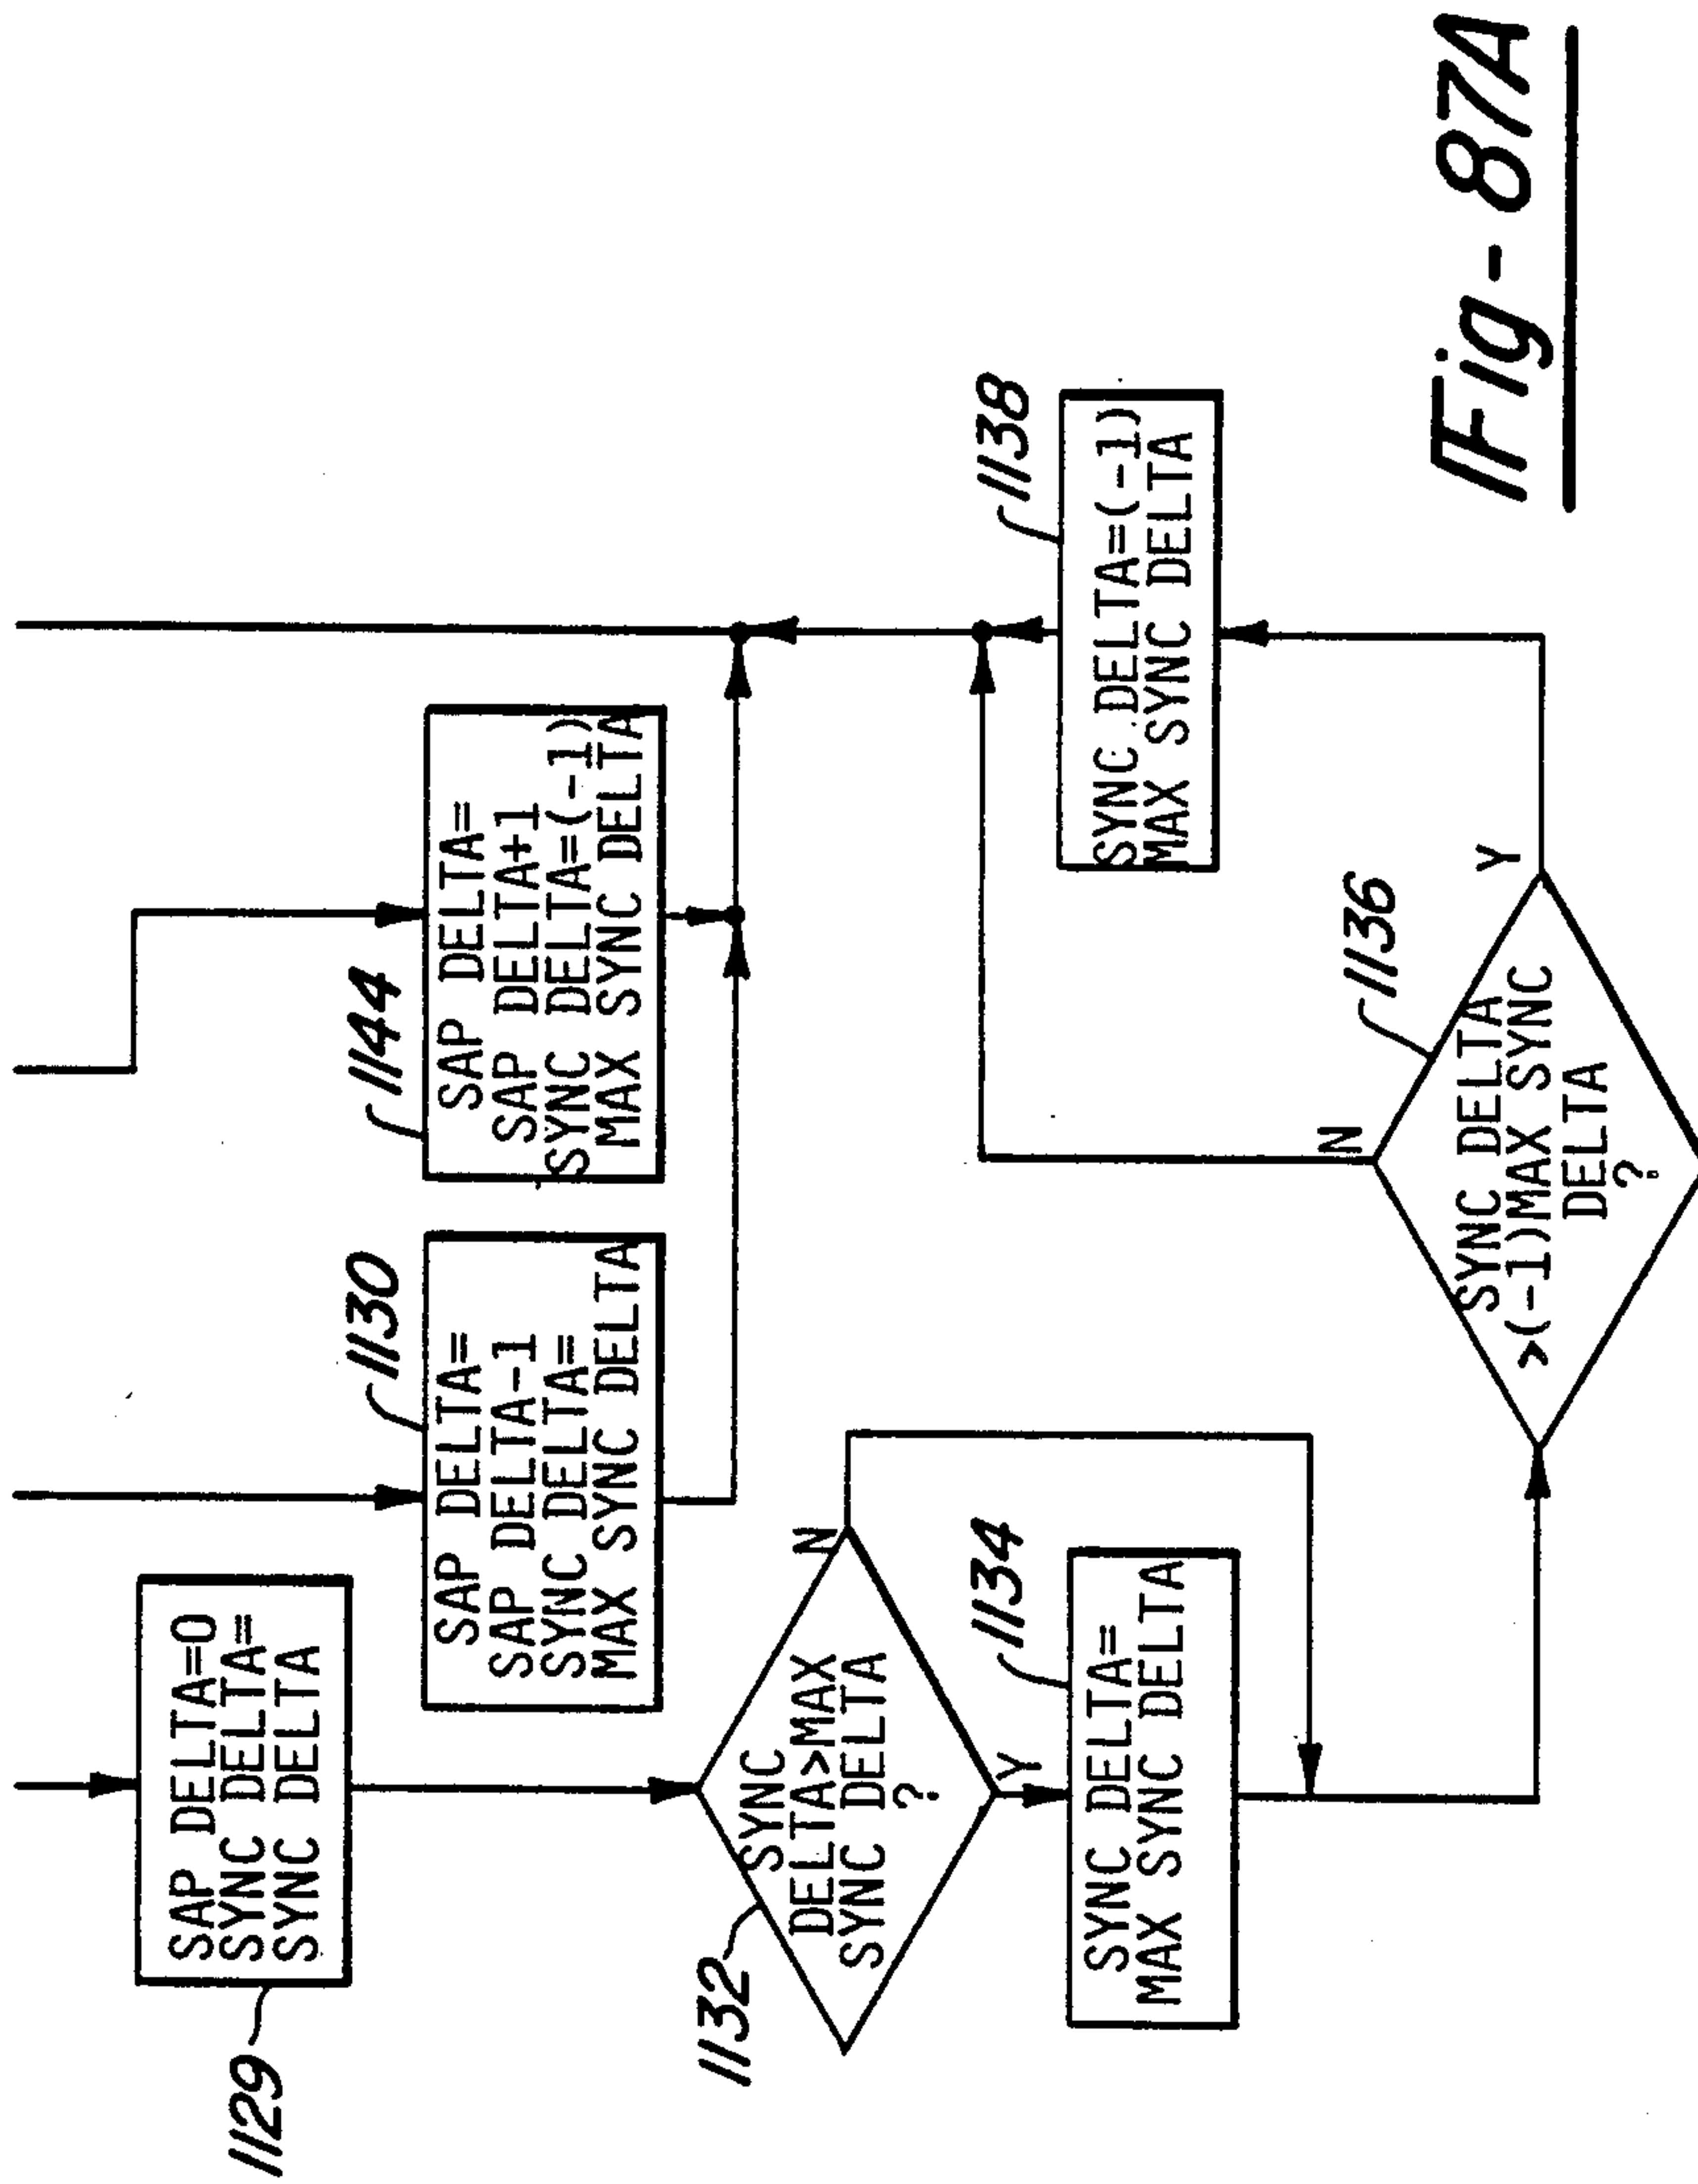 1129
SAP DELTA=0
SYNC DELTA=
SYNC DELTA
1130
SAP DELTA=
SAP DELTA-1
SYNC DELTA=
MAX SYNC DELTA
1144
SAP DELTA=
SAP DELTA+1
SYNC DELTA=(-1)
MAX SYNC DELTA
1132
SYNC
DELTA>MAX
SYNC DELTA
?
N
Y
1134
SYNC DELTA=
MAX SYNC DELTA
1136
SYNC DELTA
>(-1)MAX SYNC
DELTA
?
N
Y
1138
SYNC DELTA=(-1)
MAX SYNC DELTA
Fig-87A